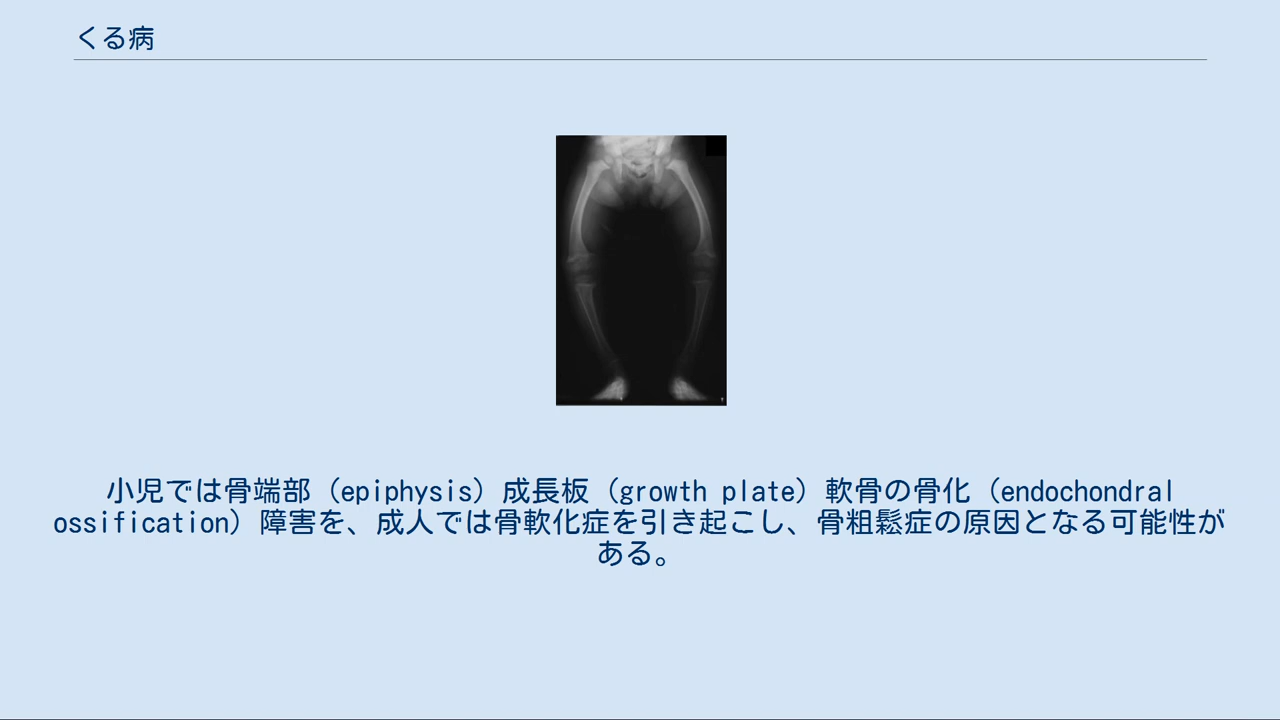 くる病
小児では骨端部（epiphysis）成長板（growth plate）軟骨の骨化（endochondral
ossification）障害を、成人では骨軟化症を引き起こし、骨粗鬆症の原因となる可能性が
ある。